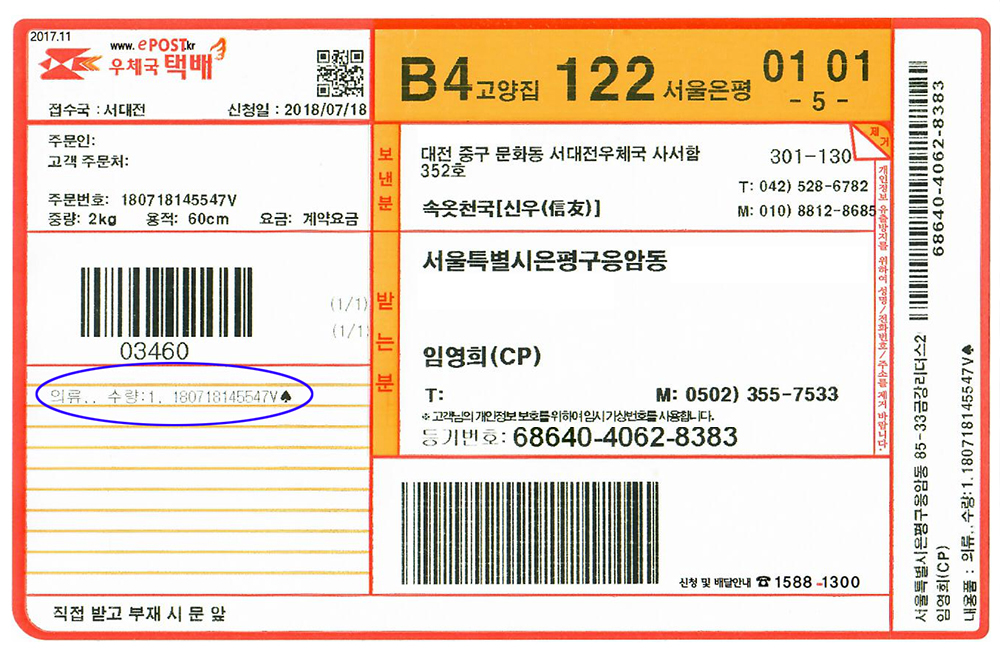 2017.11
www.ePOST.kr
우체국 택배
접수국 : 서대전
신청일 : 2018/07/18
B4 고양집 122 서울은평
01 01
- 5 -
주문인:
고객 주문처:
주문번호: 180718145547V
중량: 2kg 용적: 60cm 요금: 계약요금
보낸분
대전 중구 문화동 서대전우체국 사서함
352호
301-130
T: 042) 528-6782
속옷천국[신우(信友)]
M: 010) 8812-8685
제거
개인정보 유출방지를 위하여 성명/전화번호/주소를 제거 바랍니다.
(1/1)
(1/1)
03460
받는분
서울특별시은평구응암동
임영희(CP)
T:
M: 0502) 355-7533
※ 고객님의 개인정보 보호를 위하여 임시 가상번호를 사용합니다.
등기번호: 68640-4062-8383
의류.. 수량:1. 180718145547V♠
신청 및 배달안내 ☎1588-1300
직접 받고 부재 시 문 앞
68640-4062-8383
서울특별시은평구응암동 85-33금강리더스2
임영희(CP)
내용품 : 의류.. 수량:1. 180718145547V♠